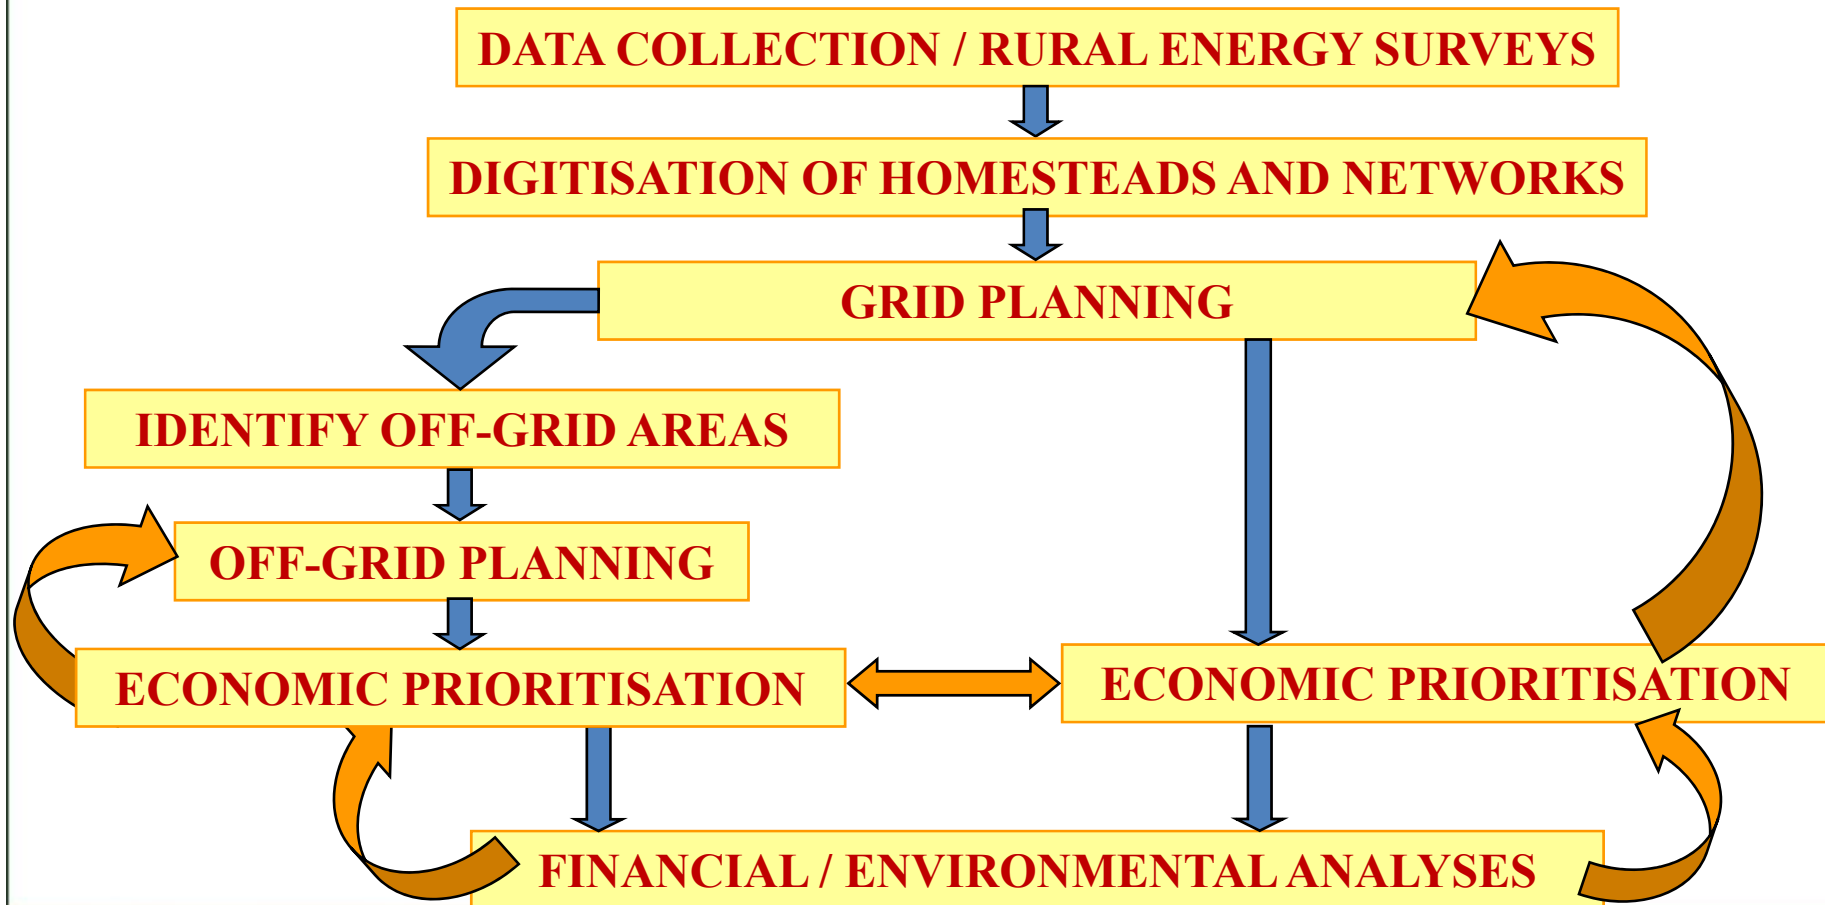 DATA COLLECTION / RURAL ENERGY SURVEYS
DIGITISATION OF HOMESTEADS AND NETWORKS
GRID PLANNING
IDENTIFY OFF-GRID AREAS
OFF-GRID PLANNING
ECONOMIC PRIORITISATION
ECONOMIC PRIORITISATION
FINANCIAL / ENVIRONMENTAL ANALYSES